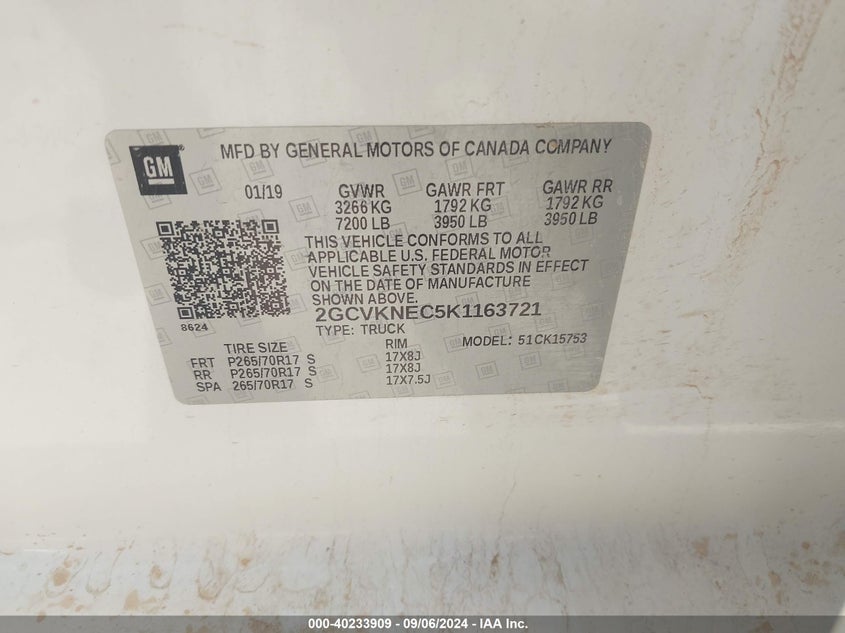 GM
MFD BY GENERAL MOTORS OF CANADA COMPANY
01/19 GVWR GAWR FRT GAWR RR
3266 KG 1792 KG 1792 KG
7200 LB 3950 LB 3950 LB
THIS VEHICLE CONFORMS TO ALL
APPLICABLE U.S. FEDERAL MOTOR
VEHICLE SAFETY STANDARDS IN EFFECT
ON THE DATE OF MANUFACTURE
SHOWN ABOVE.
8624
2GCVKNEC5K1163721
TYPE: TRUCK
TIRE SIZE RIM MODEL: 51CK15753
FRT P265/70R17 S 17X8J
RR P265/70R17 S 17X8J
SPA 265/70R17 S 17X7.5J
000-40233909 - 09/06/2024 - IAA Inc.